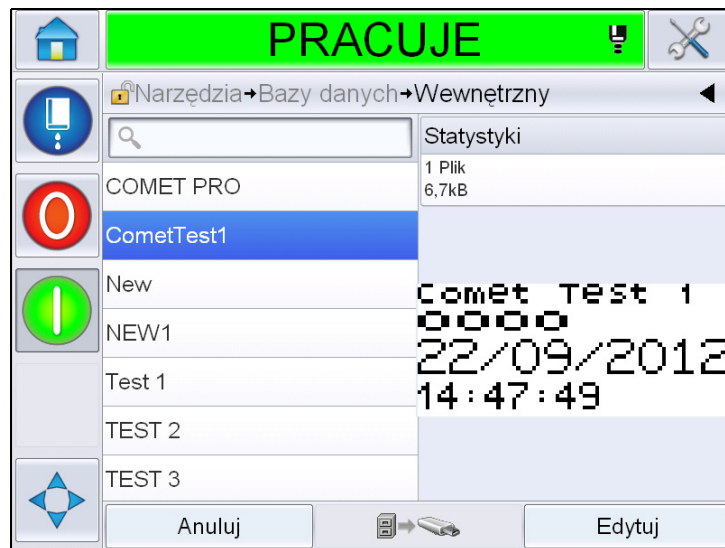 PRACUJE
Narzędzia→Bazy danych→Wewnętrzny
Statystyki
1 Plik
6,7kB
COMET PRO
CometTest1
New
NEW1
Test 1
TEST 2
TEST 3
Comet Test 1
0000
22/09/2012
14:47:49
Anuluj
Edytuj